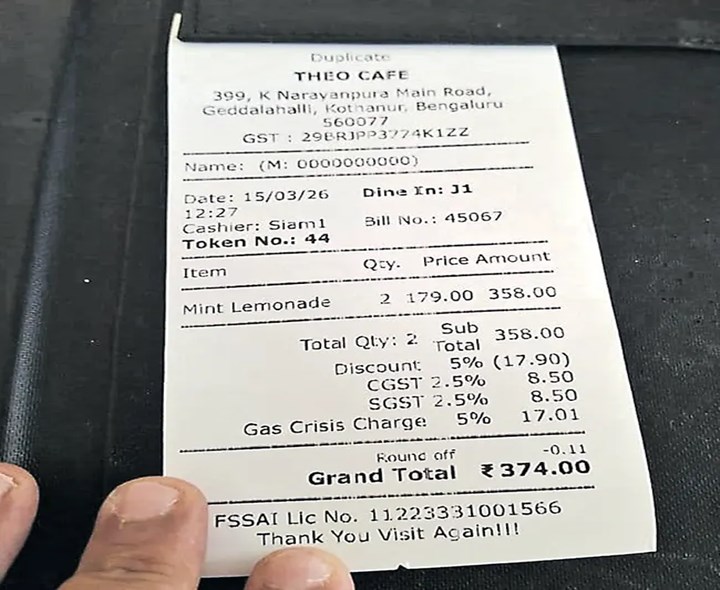 Duplicate
THEO CAFE
399, K Narayanpura Main Road,
Geddalahalli, Kothanur, Bengaluru
560077
GST : 29BRJPP3774K1ZZ
Name: (M: 0000000000)
Date: 15/03/26 Dine In: J1
12:27
Cashier: Siam1 Bill No.: 45067
Token No.: 44
Item Qty. Price Amount
Mint Lemonade 2 179.00 358.00
Total Qty: 2 Sub Total 358.00
Discount 5% (17.90)
CGST 2.5% 8.50
SGST 2.5% 8.50
Gas Crisis Charge 5% 17.01
Round off -0.11
Grand Total ₹374.00
FSSAI Lic No. 11223331001566
Thank You Visit Again!!!